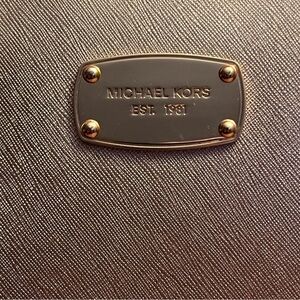 MICHAEL KORS
EST. 1981